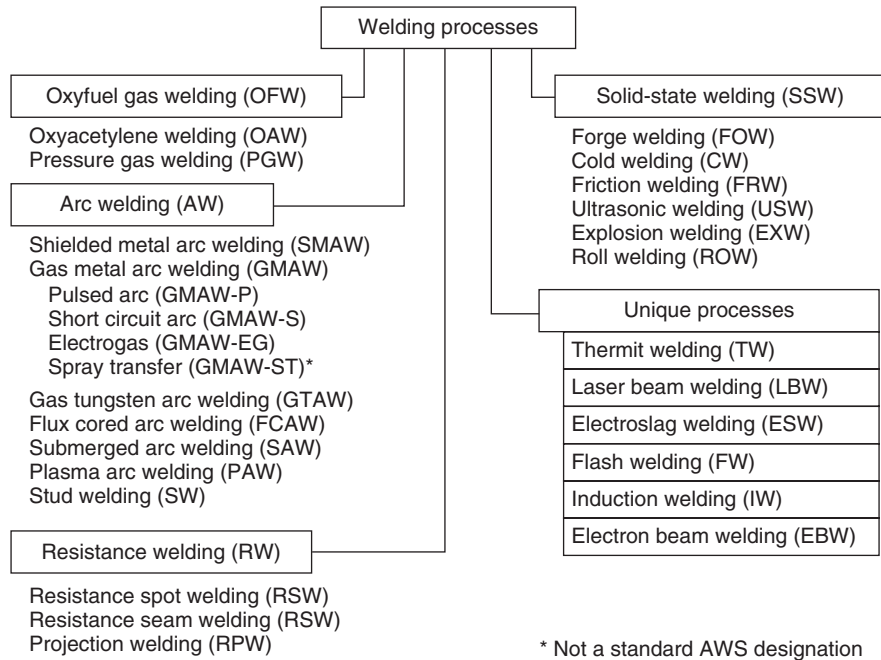 Welding processes
Oxyfuel gas welding (OFW)
Oxyacetylene welding (OAW)
Pressure gas welding (PGW)
Arc welding (AW)
Shielded metal arc welding (SMAW)
Gas metal arc welding (GMAW)
Pulsed arc (GMAW-P)
Short circuit arc (GMAW-S)
Electrogas (GMAW-EG)
Spray transfer (GMAW-ST)*
Gas tungsten arc welding (GTAW)
Flux cored arc welding (FCAW)
Submerged arc welding (SAW)
Plasma arc welding (PAW)
Stud welding (SW)
Resistance welding (RW)
Resistance spot welding (RSW)
Resistance seam welding (RSW)
Projection welding (RPW)
Solid-state welding (SSW)
Forge welding (FOW)
Cold welding (CW)
Friction welding (FRW)
Ultrasonic welding (USW)
Explosion welding (EXW)
Roll welding (ROW)
Unique processes
Thermit welding (TW)
Laser beam welding (LBW)
Electroslag welding (ESW)
Flash welding (FW)
Induction welding (IW)
Electron beam welding (EBW)
* Not a standard AWS designation